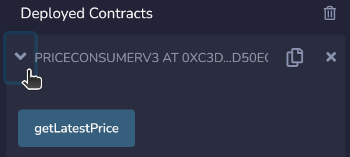 Deployed Contracts
PRICECONSUMERV3 AT 0XC3D...D50E
getLatestPrice